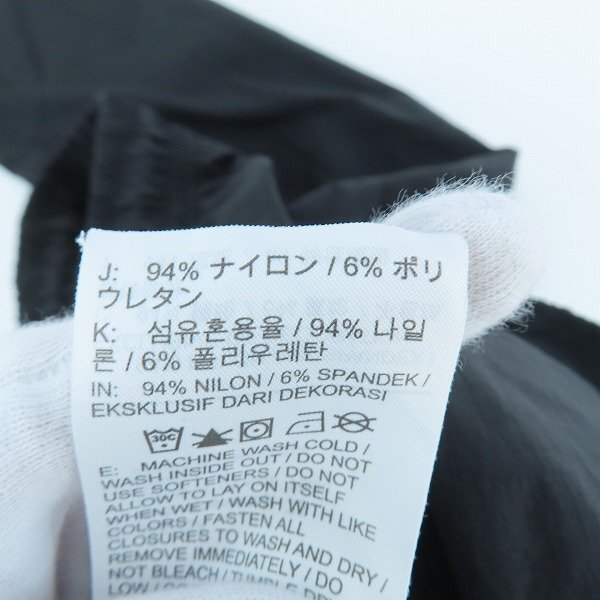 J: 94% ナイロン / 6% ポリ
ウレタン
K: 섬유혼용율 / 94% 나일
론 / 6% 폴리우레탄
IN: 94% NILON / 6% SPANDEK /
EKSKLUSIF DARI DEKORASI
30C
E: MACHINE WASH COLD /
WASH INSIDE OUT / DO NOT
USE SOFTENERS / DO NOT
ALLOW TO LAY ON ITSELF
WHEN WET / WASH WITH LIKE
COLORS / FASTEN ALL
CLOSURES TO WASH AND DRY /
REMOVE IMMEDIATELY / DO
NOT BLEACH / TUMBLE DRY
LOW